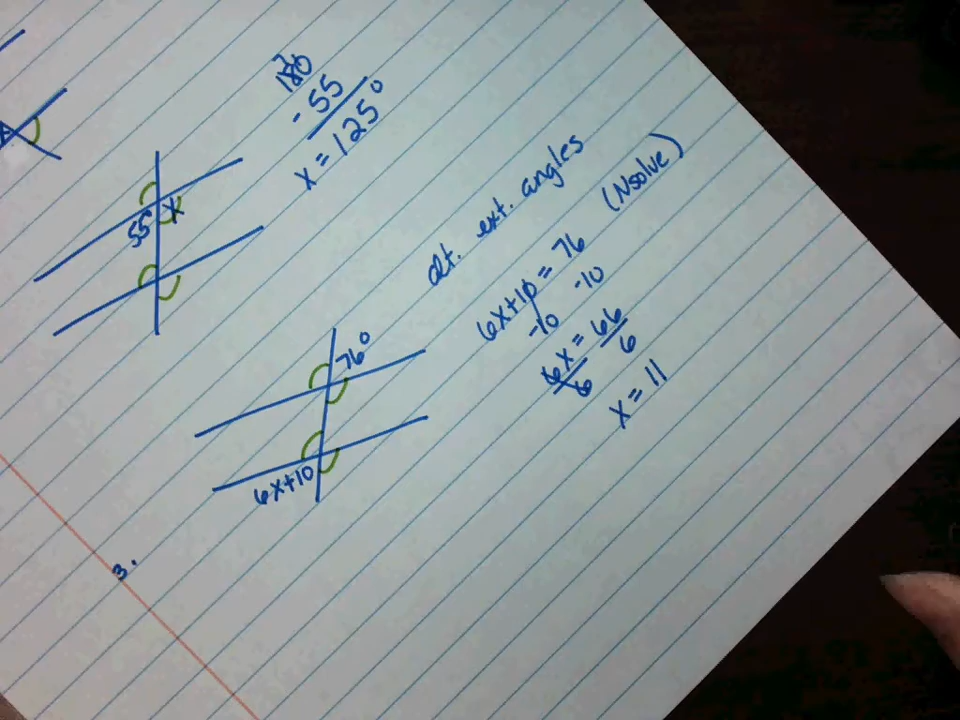 180
- 55
x = 125°
55°
x
alt. ext. angles
(Nsolve)
6x+10 = 76
-10 -10
6x = 66
6 6
x = 11
76°
6x+10
3.